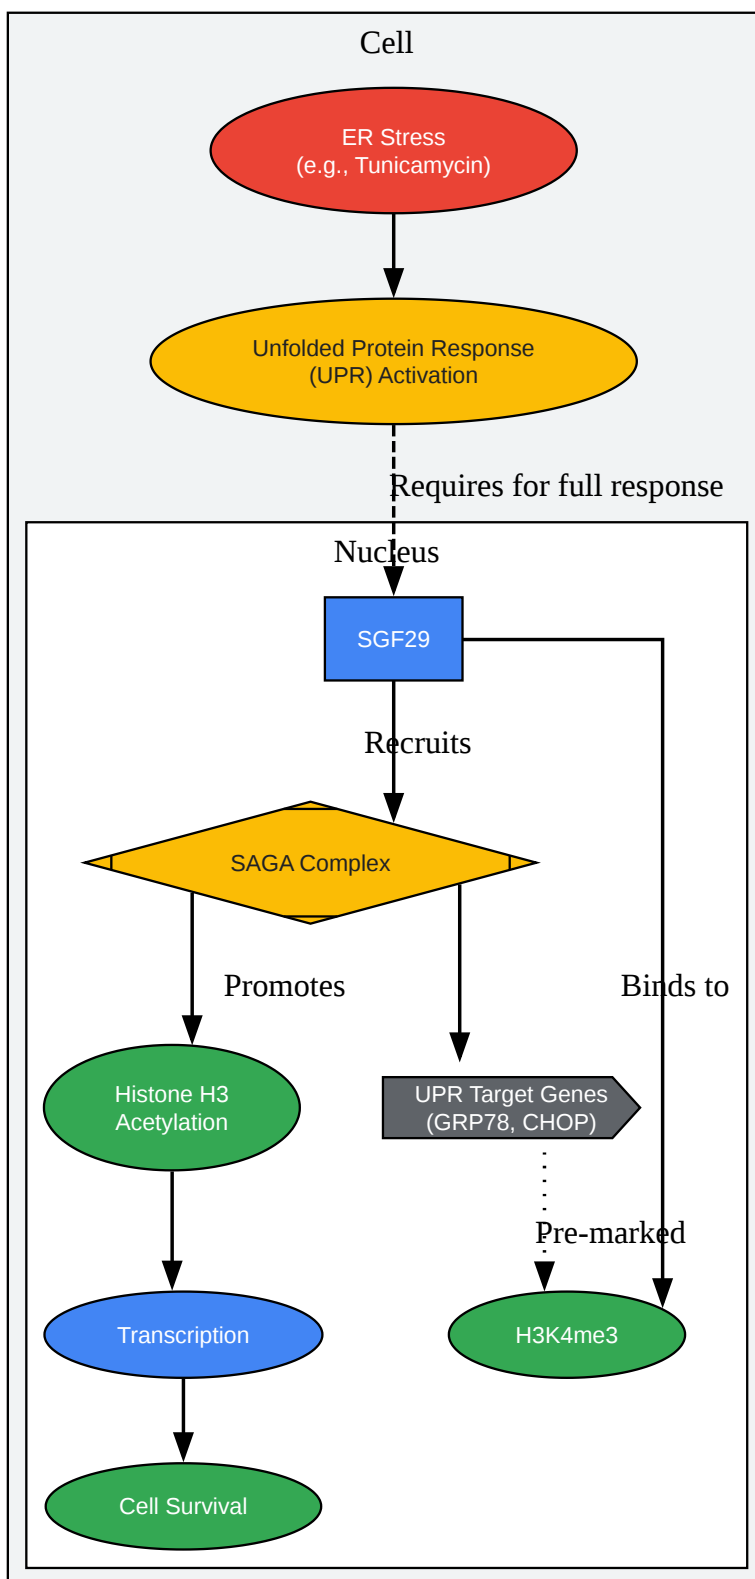 Cell
ER Stress
(e.g., Tunicamycin)
Unfolded Protein Response
(UPR) Activation
Requires for full response
Nucleus
SGF29
Recruits
SAGA Complex
Promotes
Binds to
Histone H3
Acetylation
UPR Target Genes
(GRP78, CHOP)
Pre-marked
Transcription
H3K4me3
Cell Survival